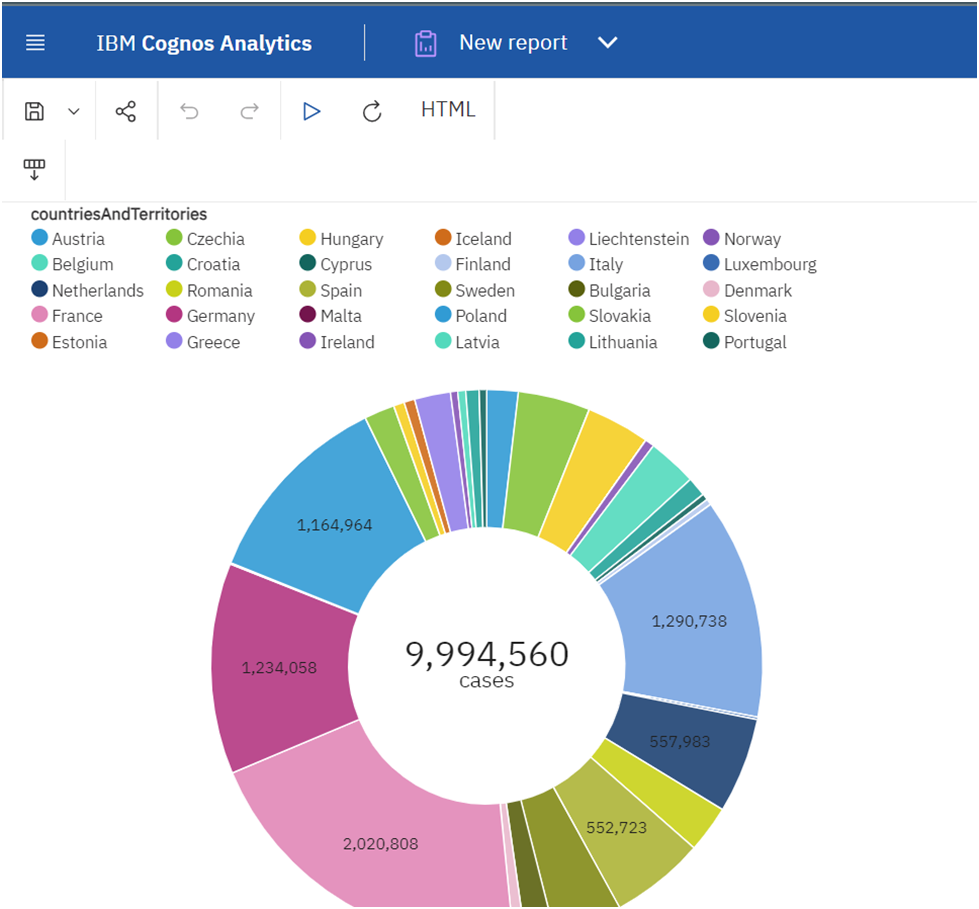 IBM Cognos Analytics New report
HTML
countriesAndTerritories
Austria Czechia Hungary Iceland Liechtenstein Norway
Belgium Croatia Cyprus Finland Italy Luxembourg
Netherlands Romania Spain Sweden Bulgaria Denmark
France Germany Malta Poland Slovakia Slovenia
Estonia Greece Ireland Latvia Lithuania Portugal
1,164,964
1,290,738
9,994,560
1,234,058
cases
557,983
552,723
2,020,808